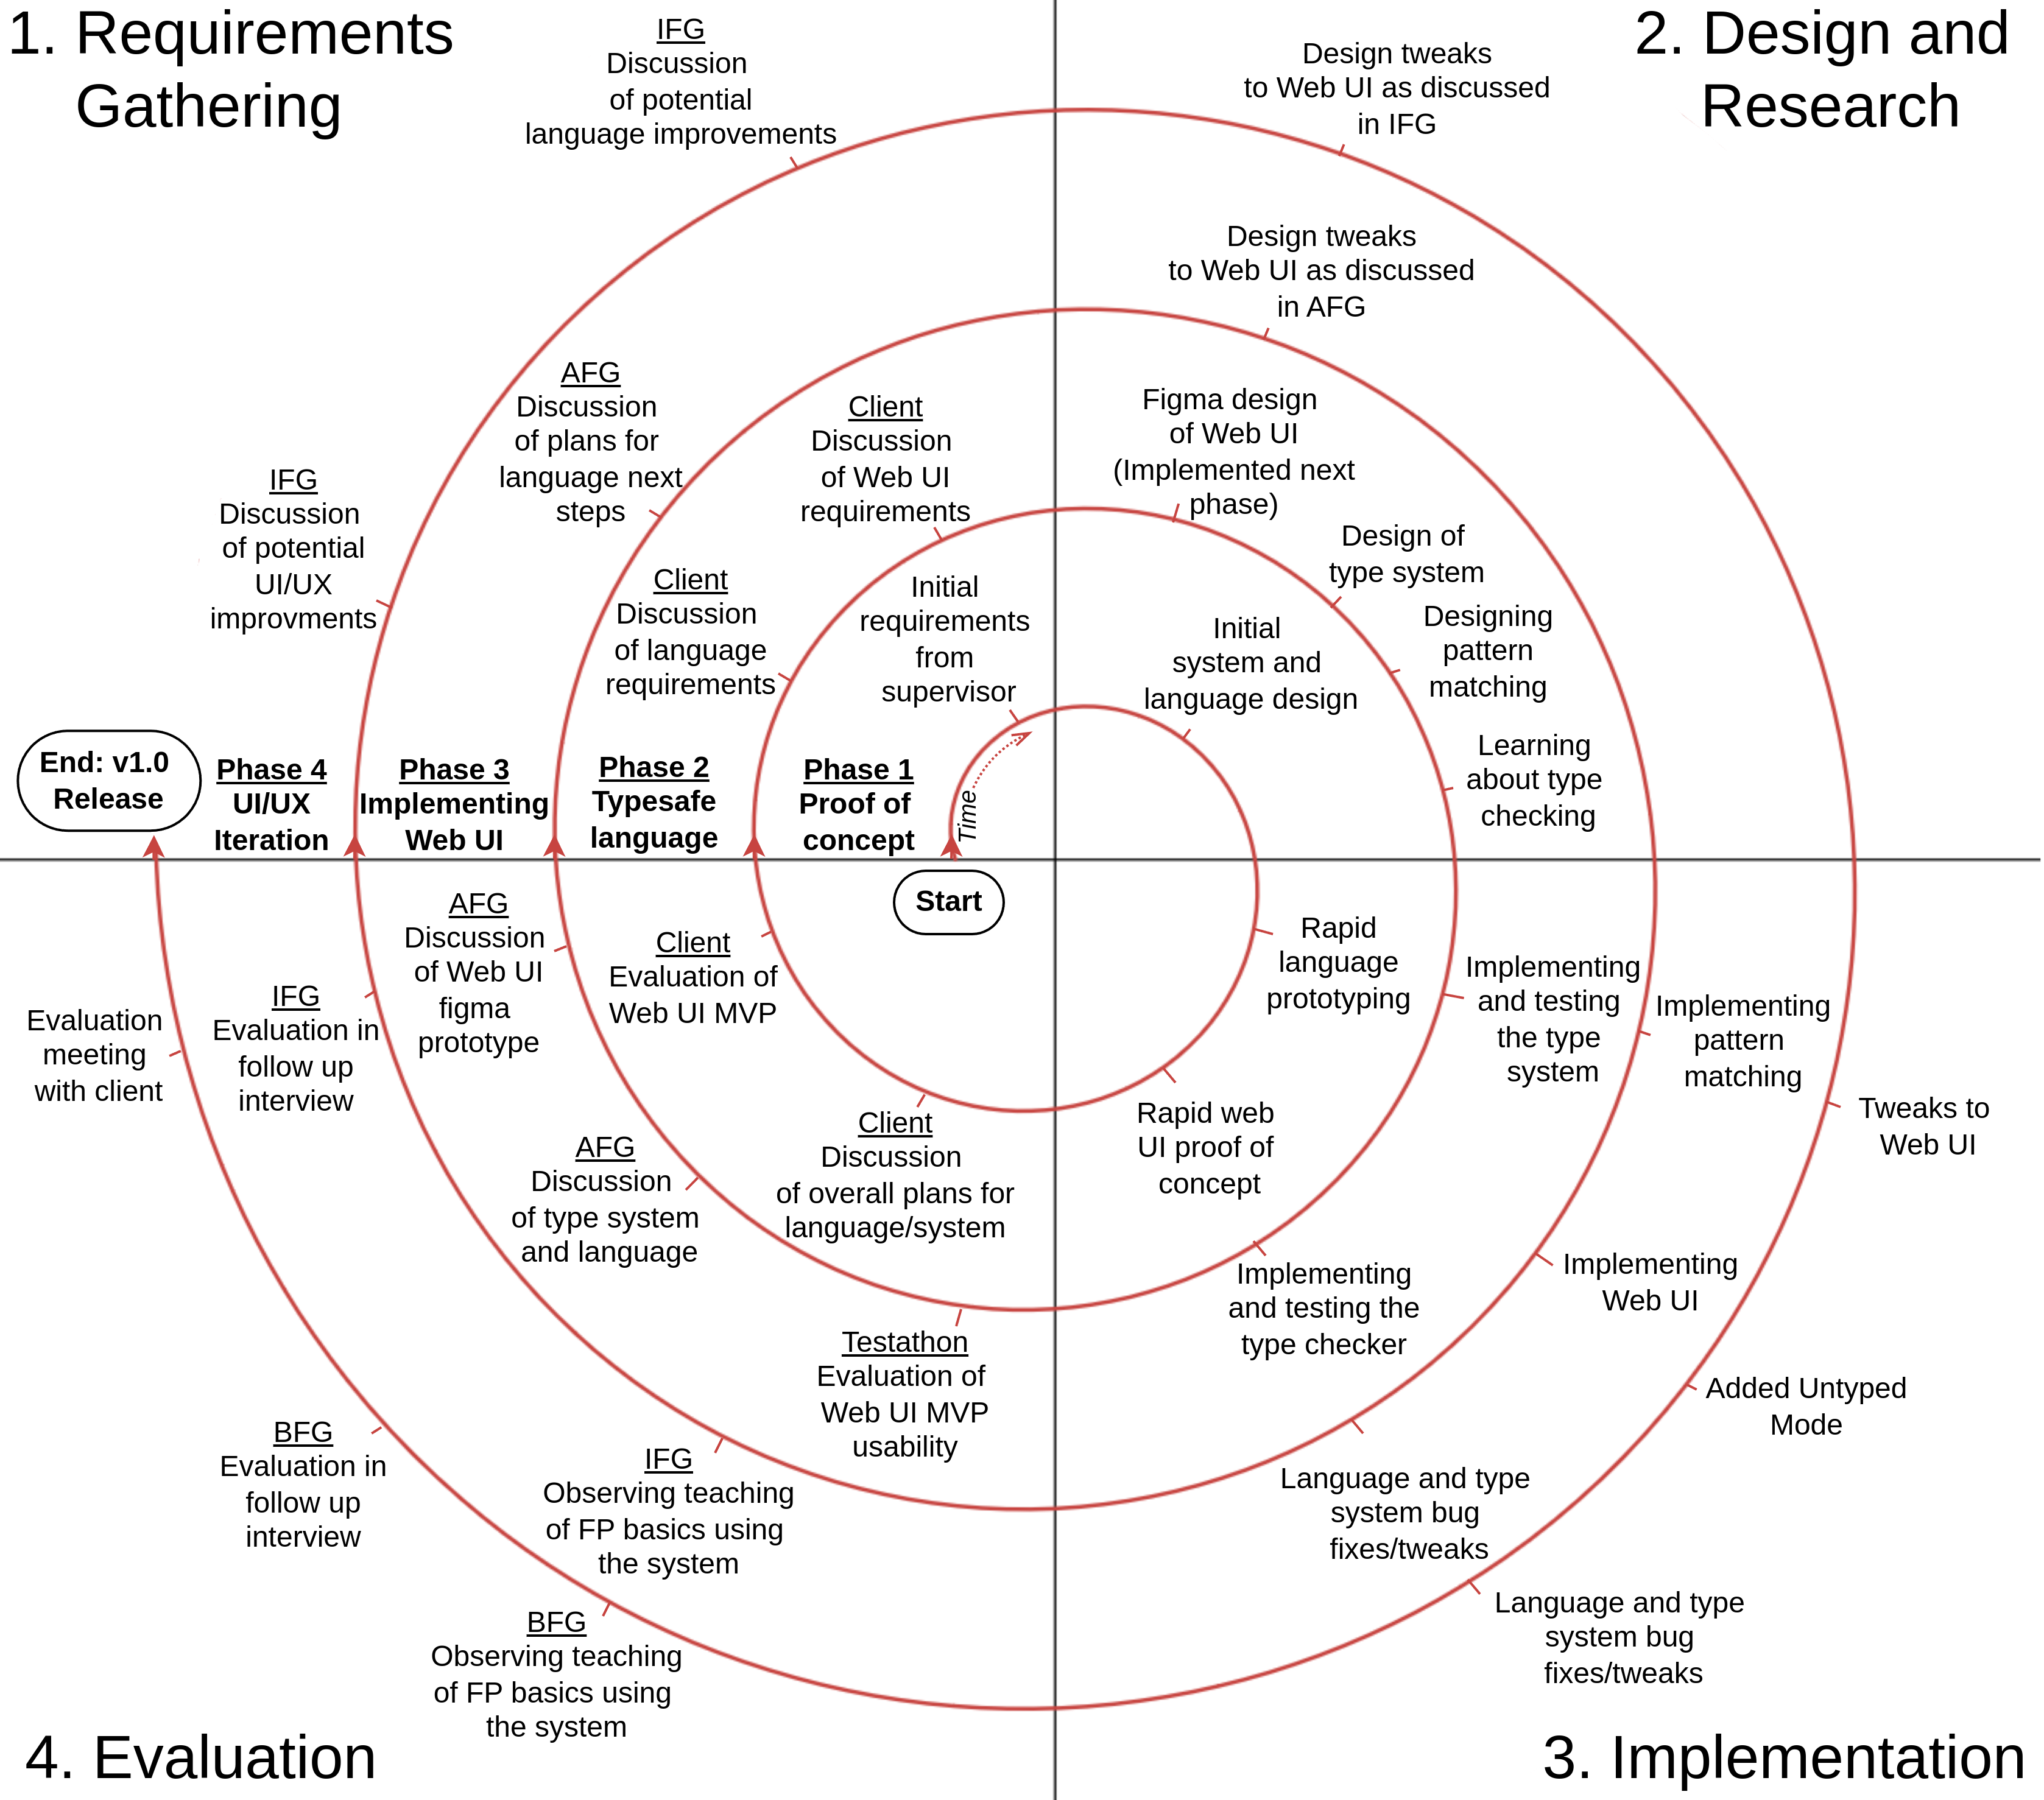 1. Requirements
Gathering
2. Design and
Research
IFG
Discussion
of potential
language improvements
Design tweaks
to Web UI as discussed
in IFG
Design tweaks
to Web UI as discussed
in AFG
AFG
Discussion
of plans for
language next
steps
Client
Discussion
of Web UI
requirements
Figma design
of Web UI
(Implemented next
phase)
IFG
Discussion
of potential
UI/UX
improvments
Client
Discussion
of language
requirements
Initial
requirements
from
supervisor
Initial
system and
language design
Design of
type system
Designing
pattern
matching
Learning
about type
checking
End: v1.0
Release
Phase 4
UI/UX
Iteration
Phase 3
Implementing
Web UI
Phase 2
Typesafe
language
Phase 1
Proof of
concept
Time
Start
Evaluation
meeting
with client
IFG
Evaluation in
follow up
interview
AFG
Discussion
of Web UI
figma
prototype
Client
Evaluation of
Web UI MVP
Rapid
language
prototyping
Implementing
and testing
the type
system
Implementing
pattern
matching
Tweaks to
Web UI
AFG
Discussion
of type system
and language
Client
Discussion
of overall plans for
language/system
Rapid web
UI proof of
concept
Implementing
and testing the
type checker
Implementing
Web UI
Added Untyped
Mode
BFG
Evaluation in
follow up
interview
IFG
Observing teaching
of FP basics using
the system
Testathon
Evaluation of
Web UI MVP
usability
Language and type
system bug
fixes/tweaks
BFG
Observing teaching
of FP basics using
the system
Language and type
system bug
fixes/tweaks
4. Evaluation
3. Implementation